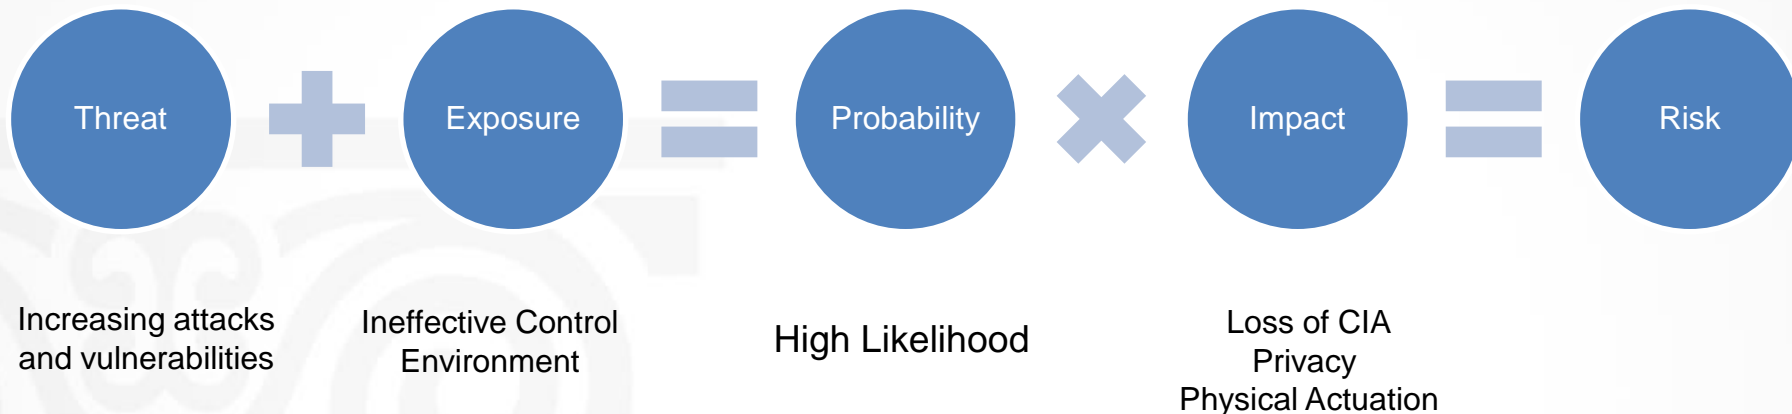 Threat
Exposure
Probability
Impact
Risk
Increasing attacks
and vulnerabilities
Ineffective Control
Environment
High Likelihood
Loss of CIA
Privacy
Physical Actuation